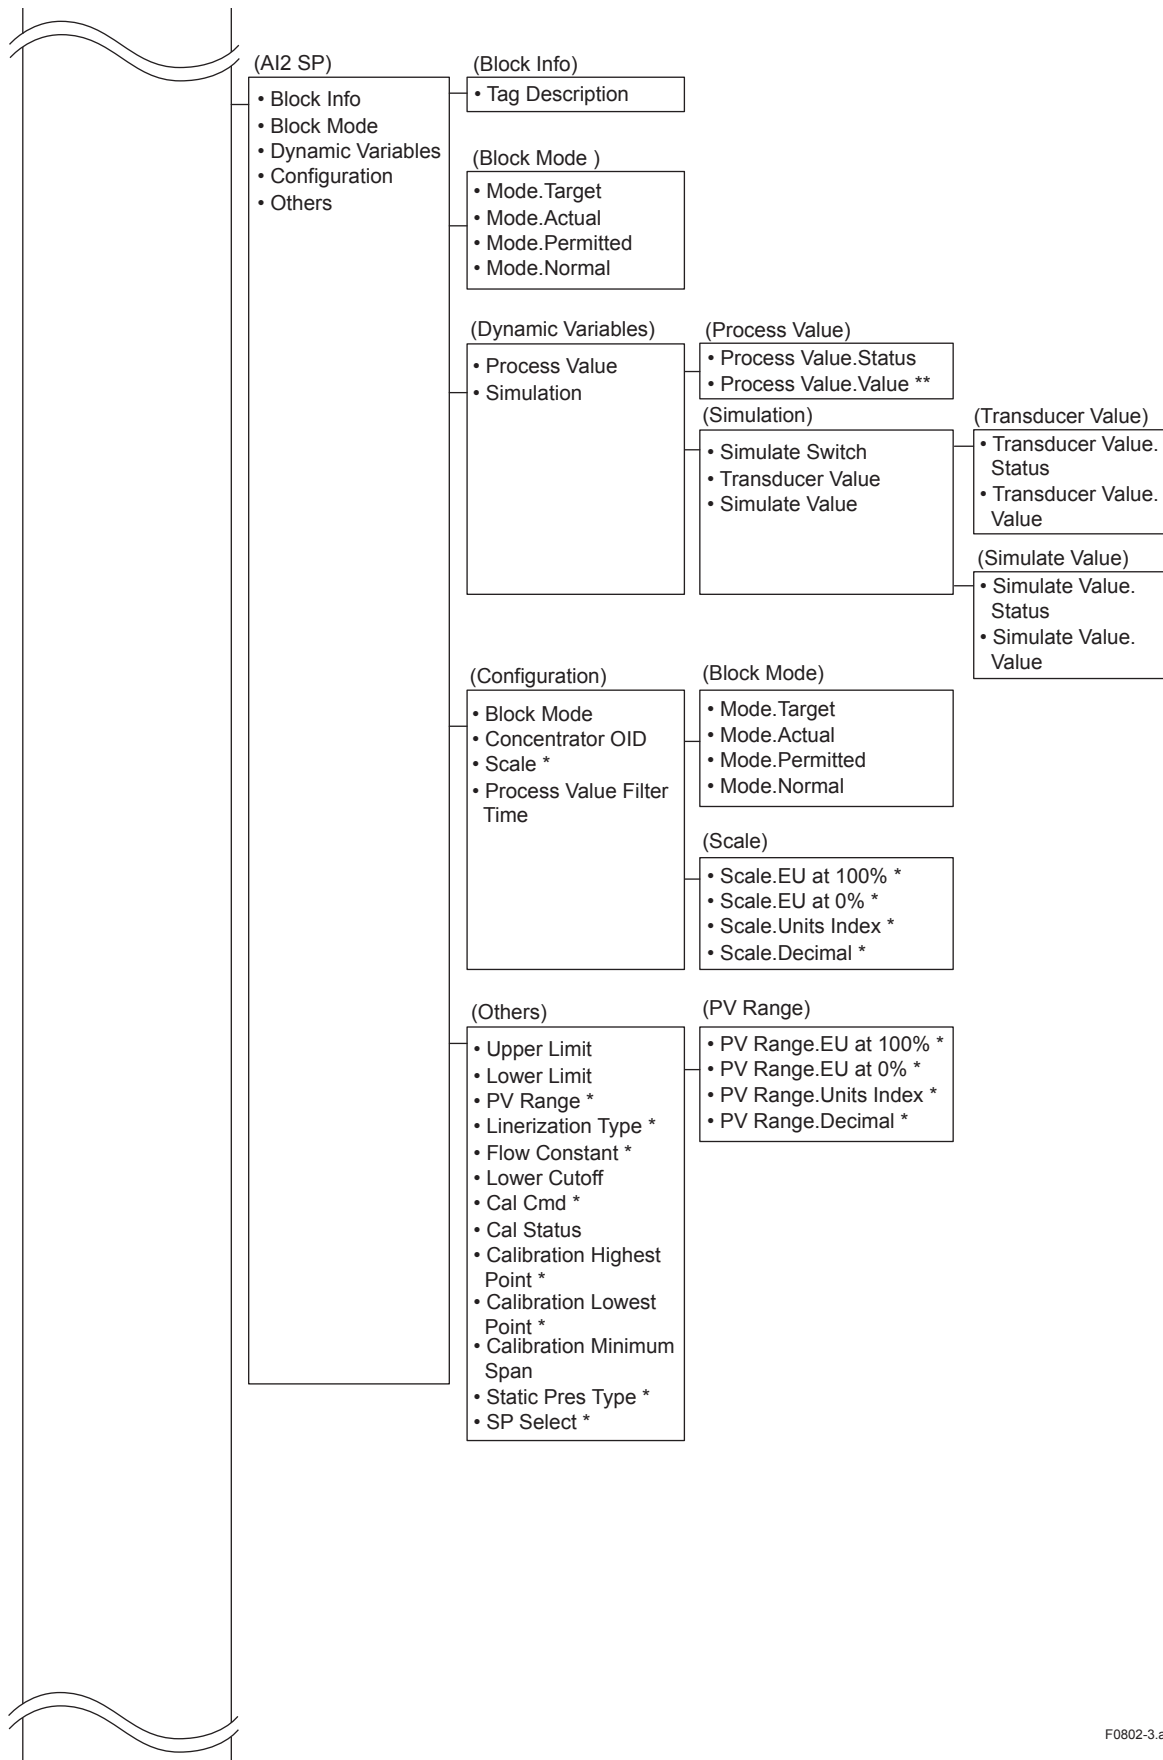 (AI2 SP)
• Block Info
• Block Mode
• Dynamic Variables
• Configuration
• Others
(Block Info)
• Tag Description
(Block Mode )
• Mode.Target
• Mode.Actual
• Mode.Permitted
• Mode.Normal
(Dynamic Variables)
• Process Value
• Simulation
(Process Value)
• Process Value.Status
• Process Value.Value **
(Simulation)
• Simulate Switch
• Transducer Value
• Simulate Value
(Transducer Value)
• Transducer Value.
Status
• Transducer Value.
Value
(Simulate Value)
• Simulate Value.
Status
• Simulate Value.
Value
(Configuration)
• Block Mode
• Concentrator OID
• Scale *
• Process Value Filter
Time
(Block Mode)
• Mode.Target
• Mode.Actual
• Mode.Permitted
• Mode.Normal
(Scale)
• Scale.EU at 100% *
• Scale.EU at 0% *
• Scale.Units Index *
• Scale.Decimal *
(Others)
• Upper Limit
• Lower Limit
• PV Range *
• Linerization Type *
• Flow Constant *
• Lower Cutoff
• Cal Cmd *
• Cal Status
• Calibration Highest
Point *
• Calibration Lowest
Point *
• Calibration Minimum
Span
• Static Pres Type *
• SP Select *
(PV Range)
• PV Range.EU at 100% *
• PV Range.EU at 0% *
• PV Range.Units Index *
• PV Range.Decimal *